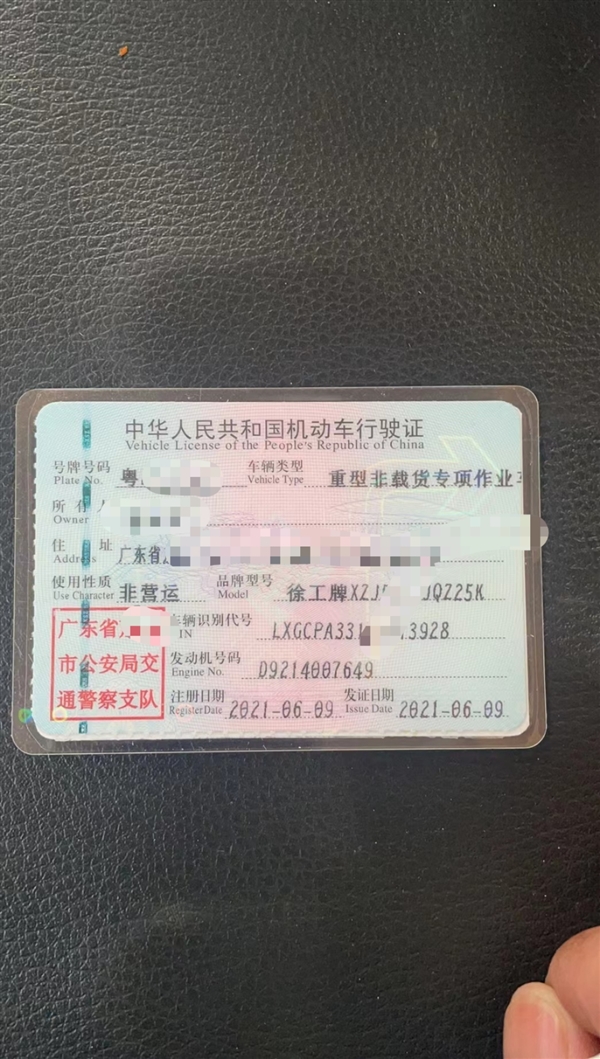 中华人民共和国机动车行驶证
Vehicle License of the People's Republic of China
号牌号码 粤 车辆类型 重型非载货专项作业车
Plate No. Vehicle Type
所有人
Owner
住址 广东省
Address
使用性质 非营运 品牌型号 徐工牌XZJ JQZ25K
Use Character Model
广东省 车辆识别代号 LXGCPA331 3928
IN
市公安局交 发动机号码 D9214007649
Engine No.
通警察支队 注册日期 2021-06-09 发证日期 2021-06-09
Register Date Issue Date